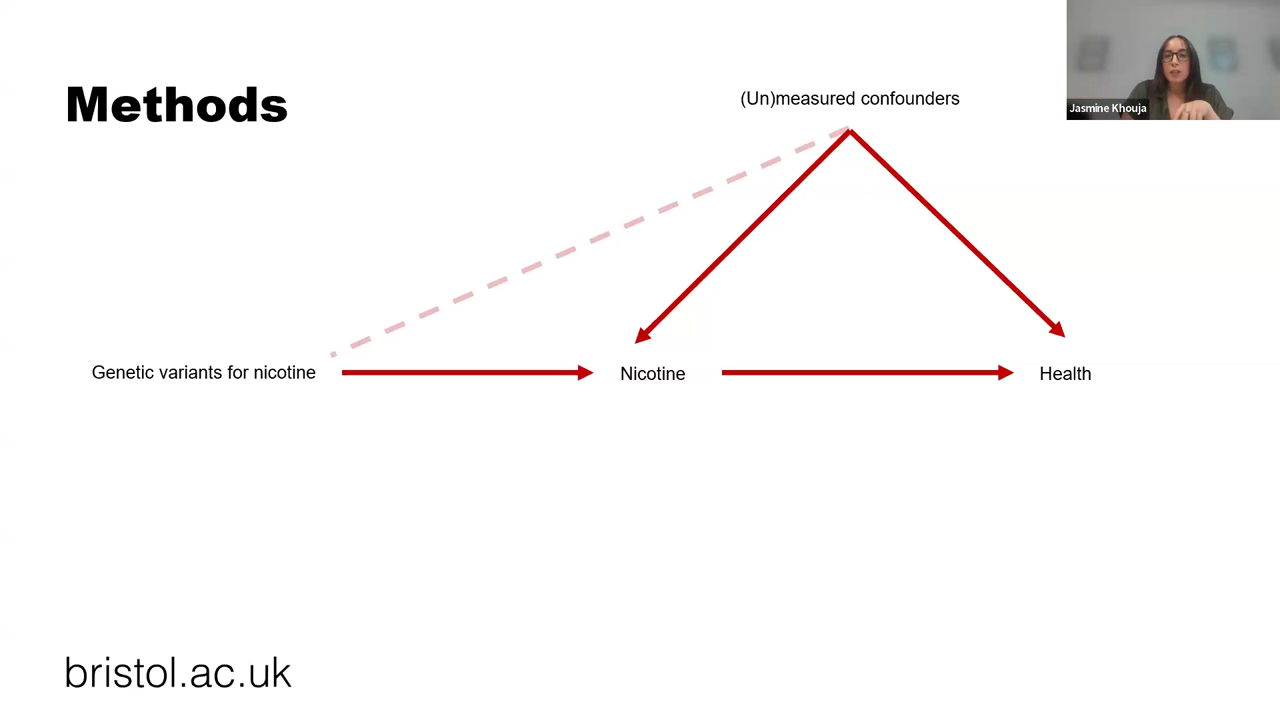 Methods
(Un)measured confounders
Jasmine Khouja
Genetic variants for nicotine
Nicotine
Health
bristol.ac.uk